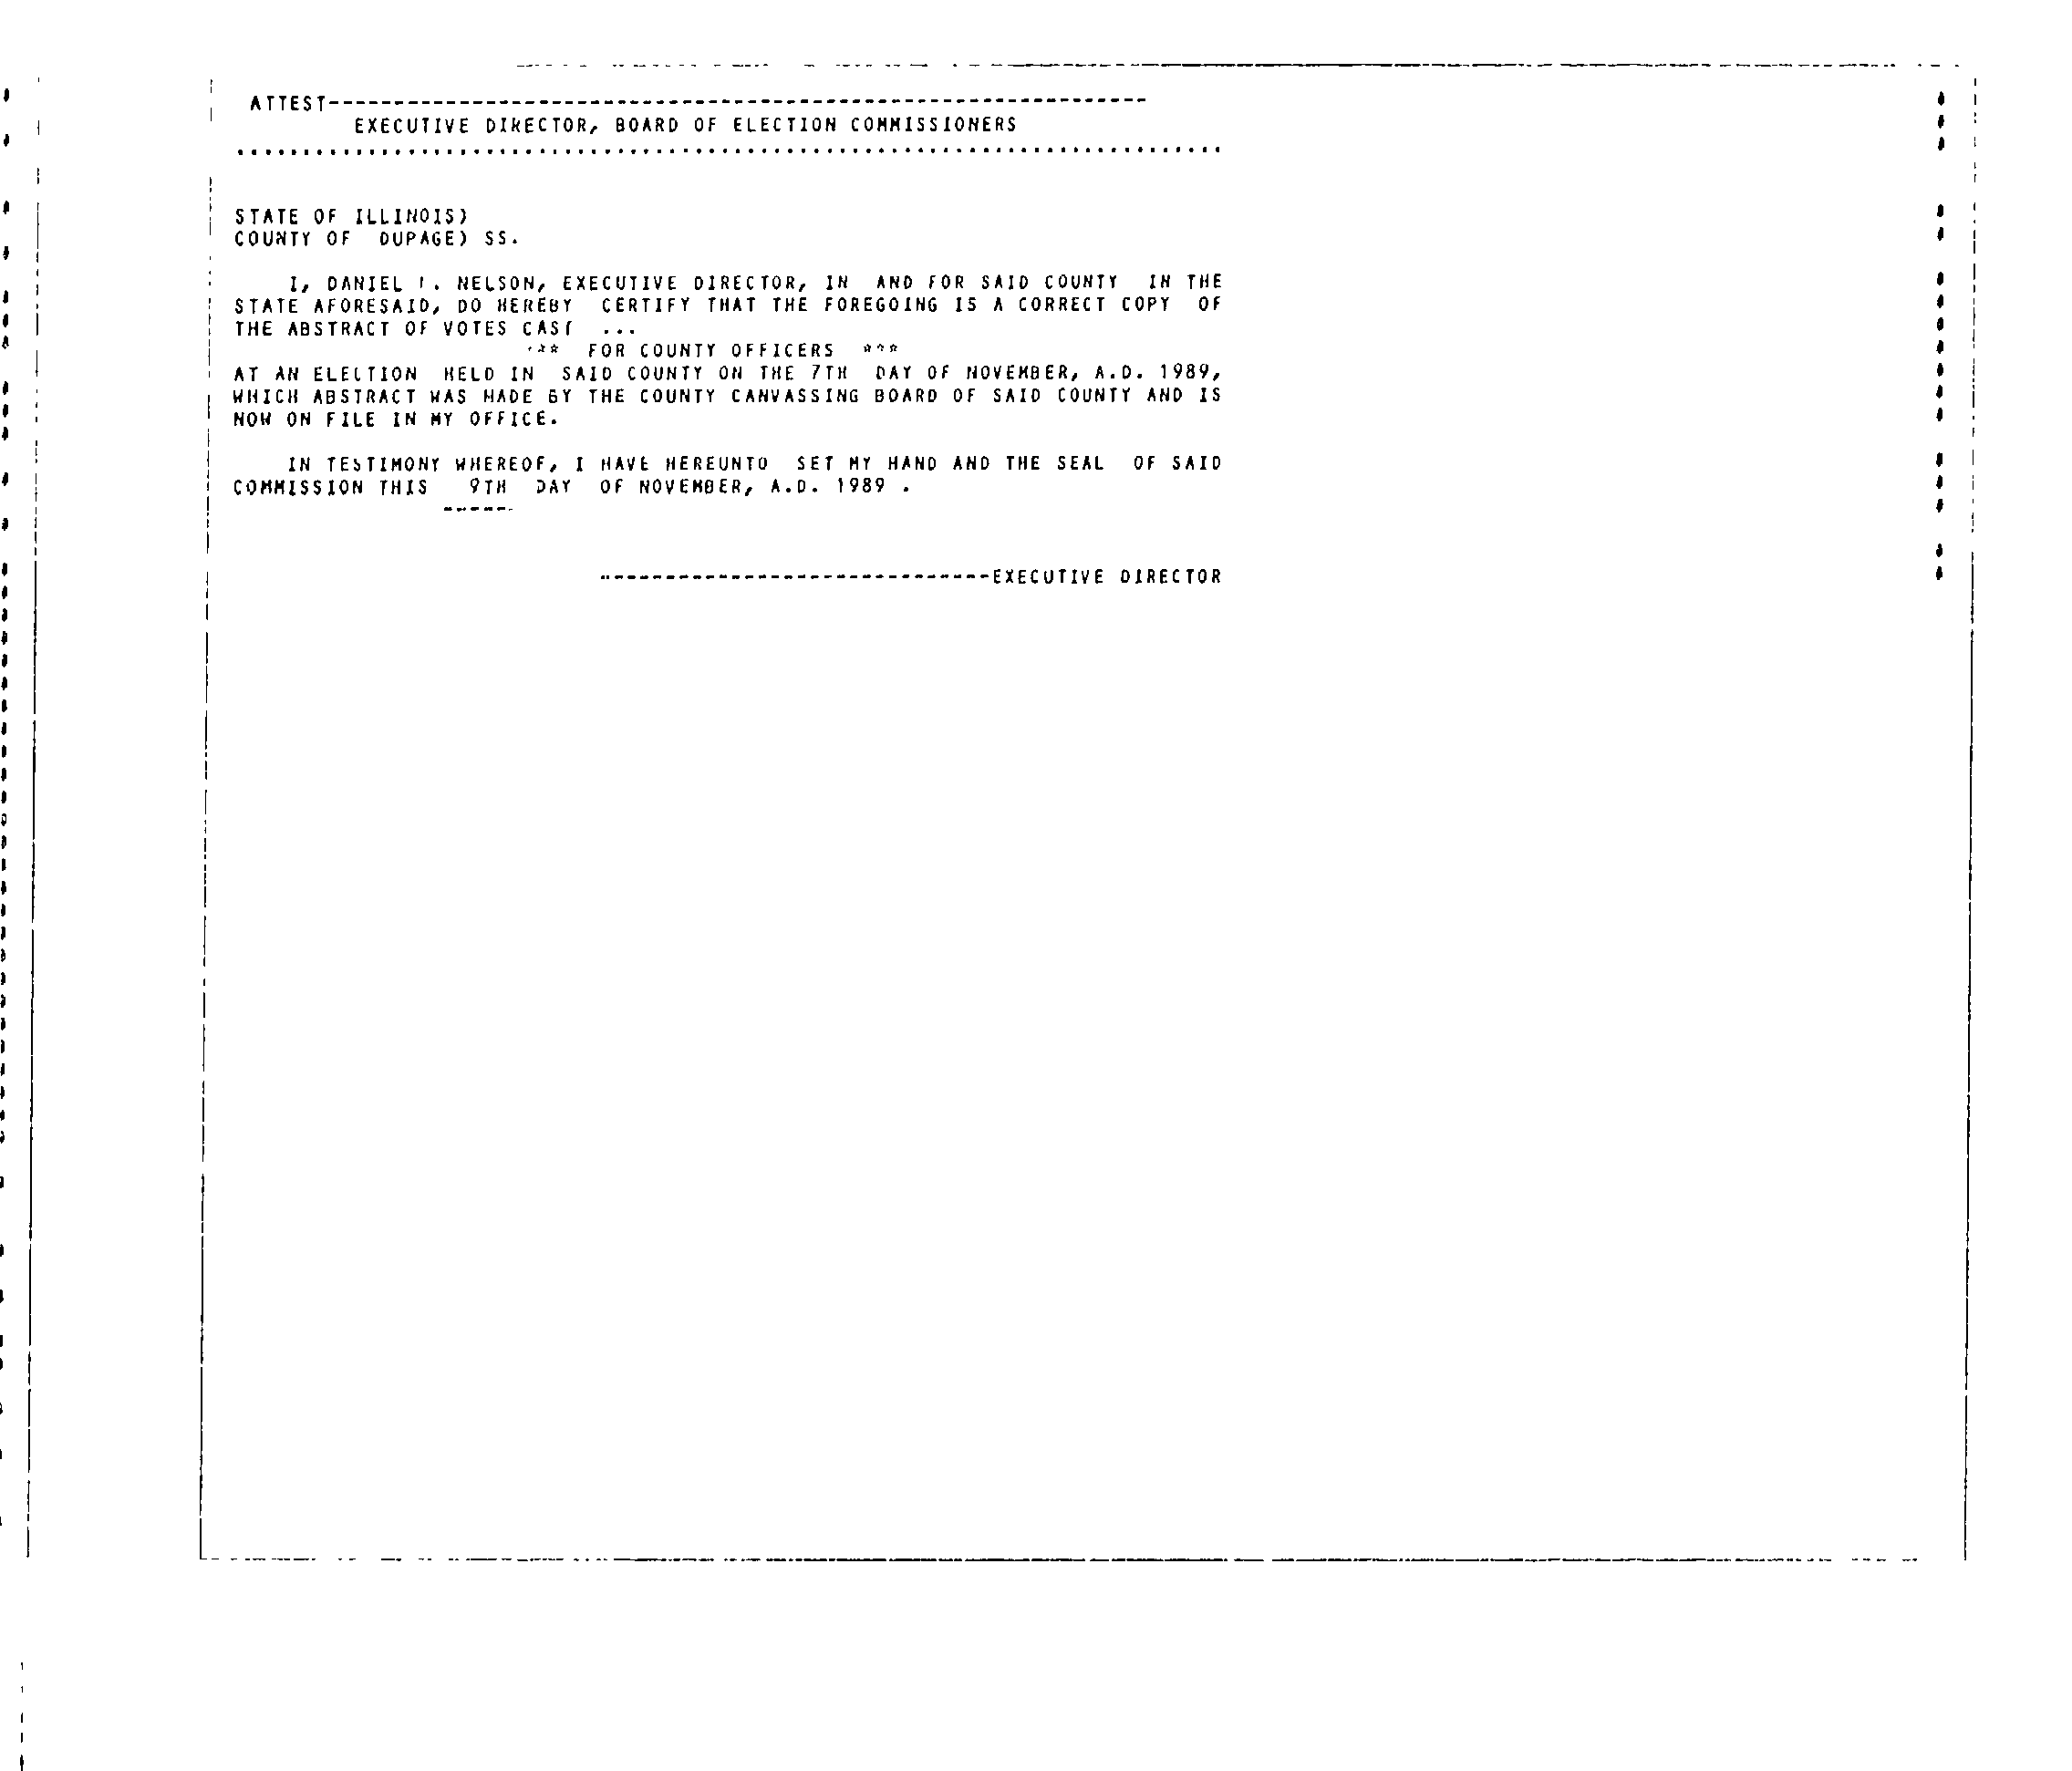 ATTEST---------------------------------------------------------------
EXECUTIVE DIRECTOR, BOARD OF ELECTION COMMISSIONERS
............................................................................
STATE OF ILLINOIS)
COUNTY OF DUPAGE) SS.
I, DANIEL . NELSON, EXECUTIVE DIRECTOR, IN AND FOR SAID COUNTY IN THE
STATE AFORESAID, DO HEREBY CERTIFY THAT THE FOREGOING IS A CORRECT COPY OF
THE ABSTRACT OF VOTES CAST ...
*** FOR COUNTY OFFICERS ***
AT AN ELECTION HELD IN SAID COUNTY ON THE 7TH DAY OF NOVEMBER, A.D. 1989,
WHICH ABSTRACT WAS MADE BY THE COUNTY CANVASSING BOARD OF SAID COUNTY AND IS
NOW ON FILE IN MY OFFICE.
IN TESTIMONY WHEREOF, I HAVE HEREUNTO SET MY HAND AND THE SEAL OF SAID
COMMISSION THIS 9TH DAY OF NOVEMBER, A.D. 1989 .
-----
------------------------------EXECUTIVE DIRECTOR